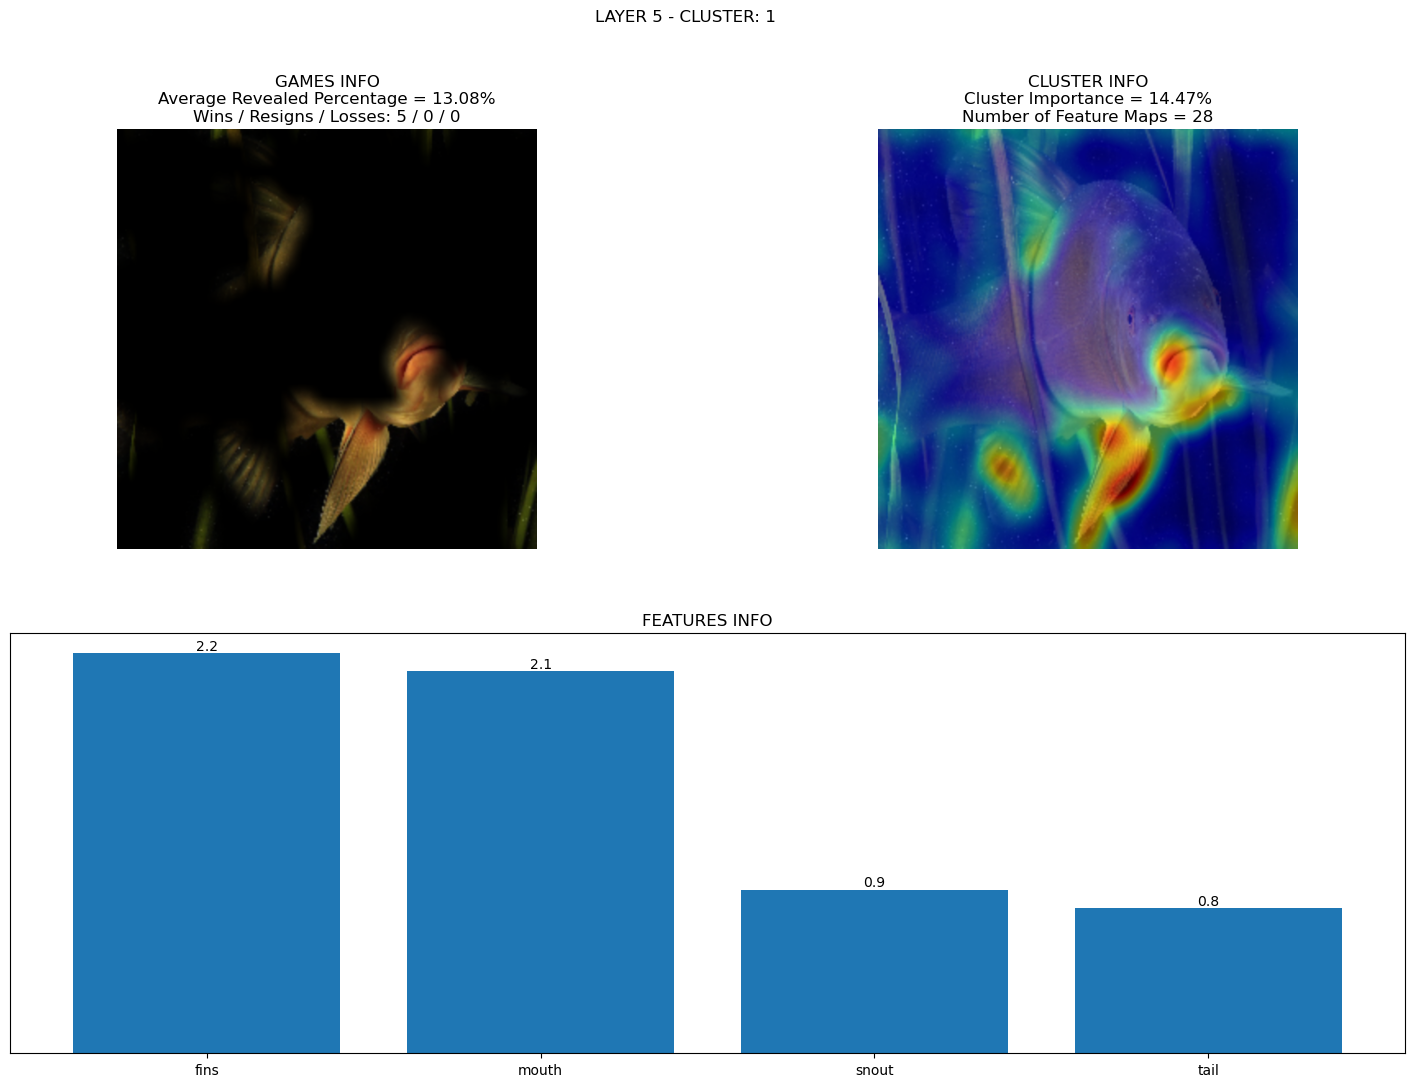 LAYER 5 - CLUSTER: 1
GAMES INFO
Average Revealed Percentage = 13.08%
Wins / Resigns / Losses: 5 / 0 / 0
CLUSTER INFO
Cluster Importance = 14.47%
Number of Feature Maps = 28
FEATURES INFO
2.2
2.1
0.9
0.8
fins
mouth
snout
tail